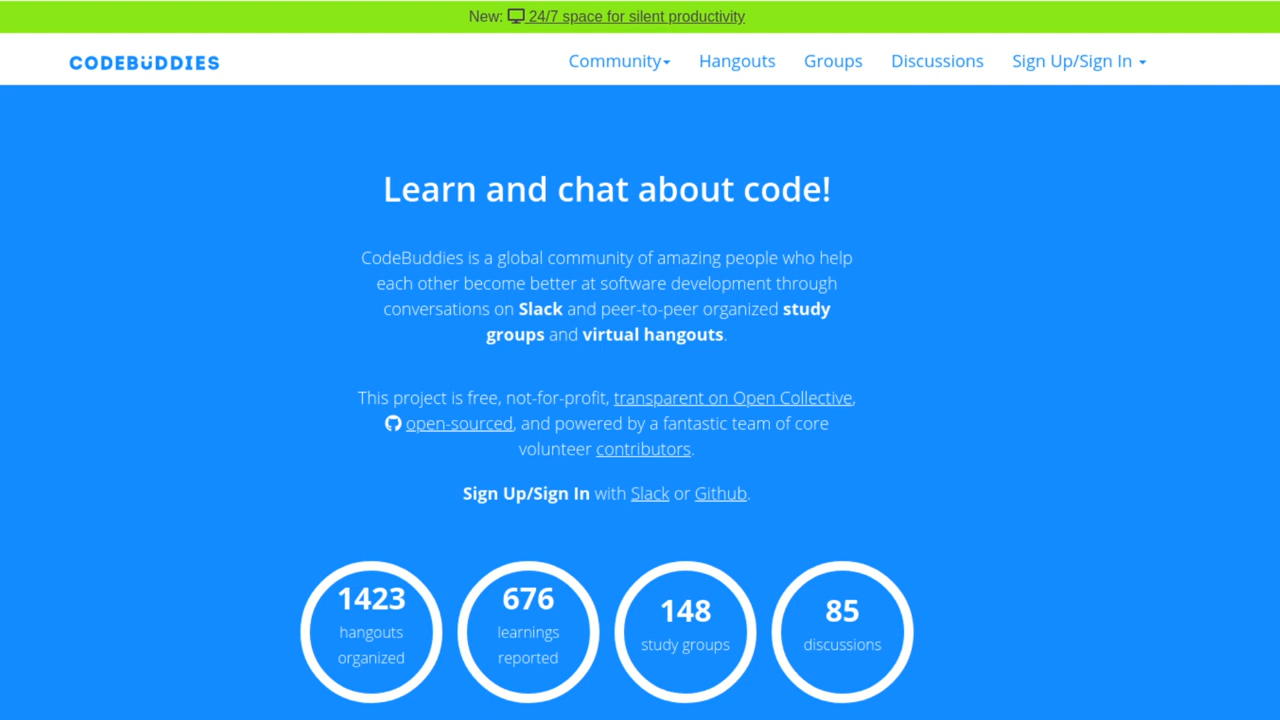 New: 24/7 space for silent productivity
CODEBUDDIES
Community Hangouts Groups Discussions Sign Up/Sign In
Learn and chat about code!
CodeBuddies is a global community of amazing people who help
each other become better at software development through
conversations on Slack and peer-to-peer organized study
groups and virtual hangouts.
This project is free, not-for-profit, transparent on Open Collective,
open-sourced, and powered by a fantastic team of core
volunteer contributors.
Sign Up/Sign In with Slack or Github.
1423
hangouts
organized
676
learnings
reported
148
study groups
85
discussions